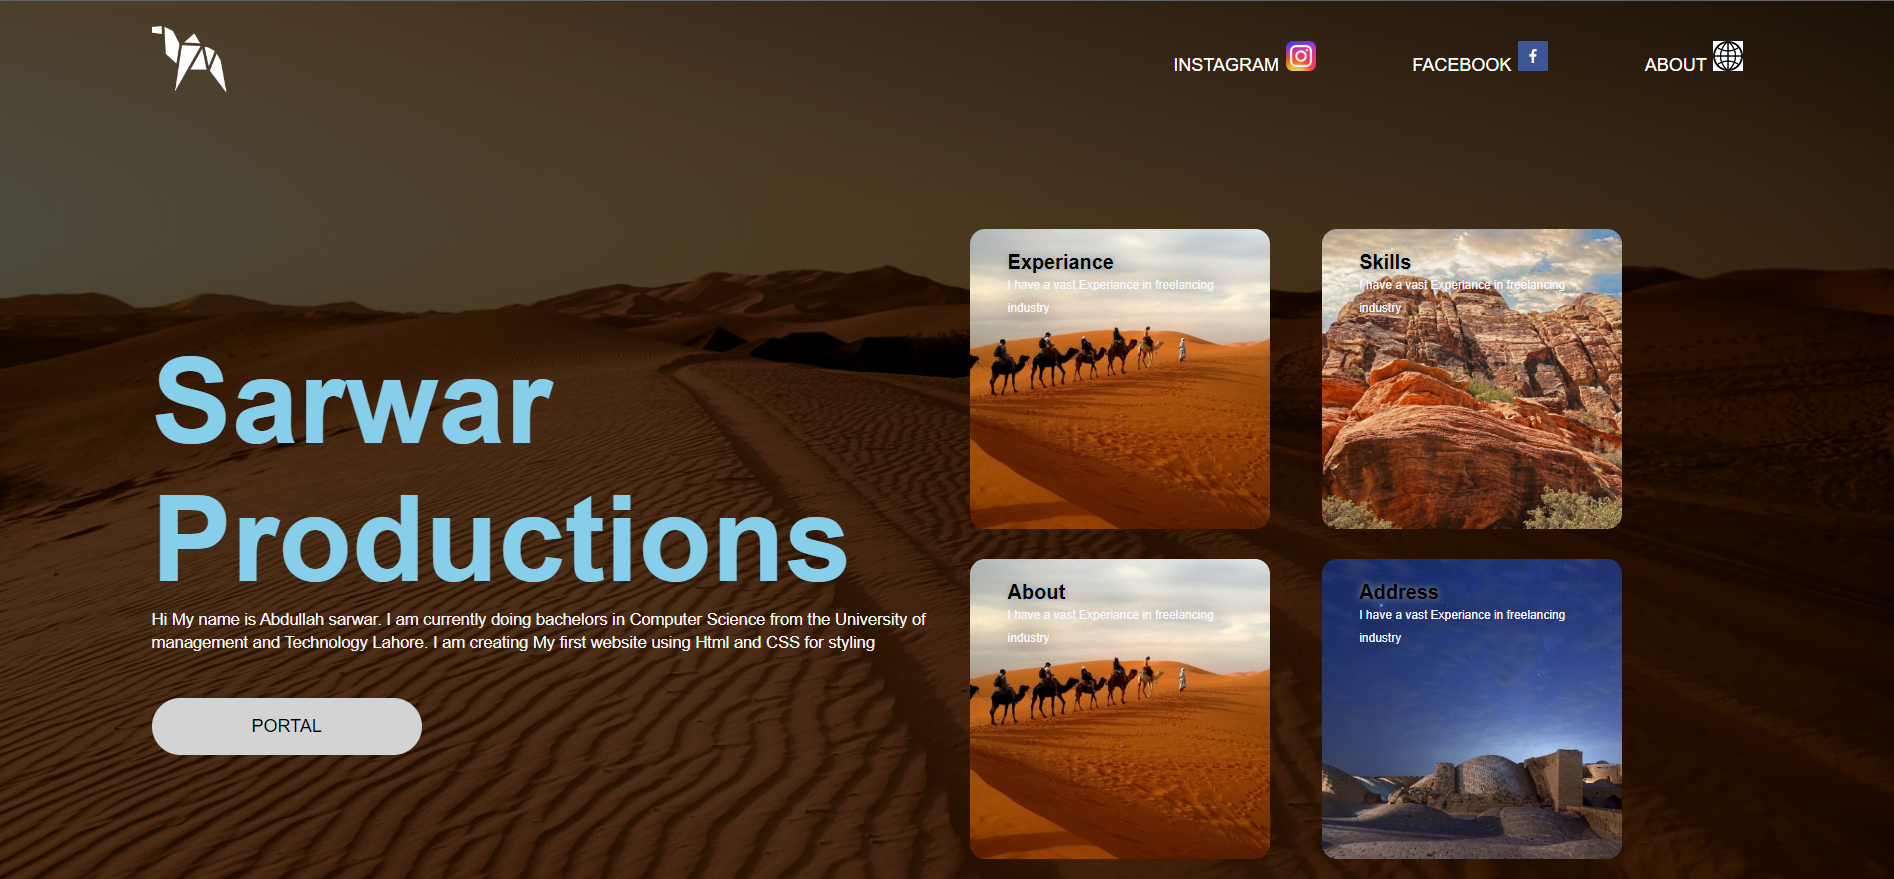 INSTAGRAM
FACEBOOK
ABOUT
Sarwar
Productions
Hi My name is Abdullah sarwar. I am currently doing bachelors in Computer Science from the University of
management and Technology Lahore. I am creating My first website using Html and CSS for styling
PORTAL
Experiance
I have a vast Experiance in freelancing
industry
Skills
I have a vast Experiance in freelancing
industry
About
I have a vast Experiance in freelancing
industry
Address
I have a vast Experiance in freelancing
industry